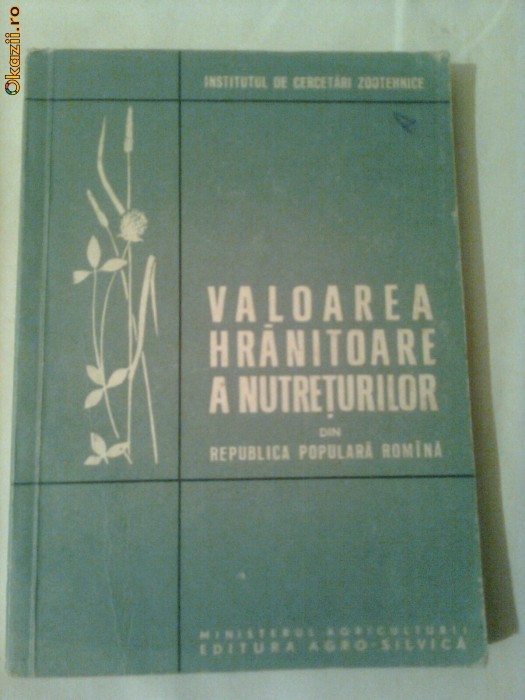 Okazii.ro
INSTITUTUL DE CERCETĂRI ZOOTEHNICE
VALOAREA
HRĂNITOARE
A NUTREȚURILOR
DIN
REPUBLICA POPULARĂ ROMÎNĂ
MINISTERUL AGRICULTURII
EDITURA AGRO-SILVICĂ